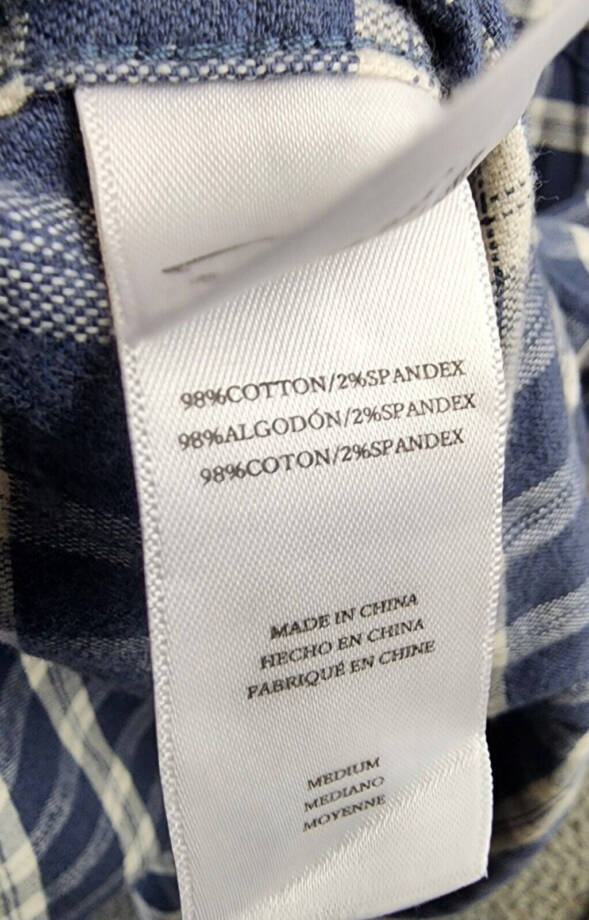 98%COTTON/2%SPANDEX
98%ALGODÓN/2%SPANDEX
98%COTON/2%SPANDEX
MADE IN CHINA
HECHO EN CHINA
FABRIQUÉ EN CHINE
MEDIUM
MEDIANO
MOYENNE